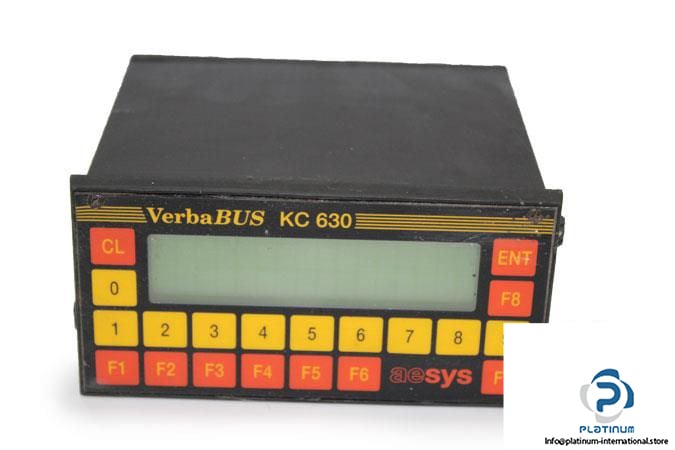 VerbaBUS KC 630
CL
ENT
0
F8
1 2 3 4 5 6 7 8
F1 F2 F3 F4 F5 F6 aesys
PLATINUM
Info@platinum-international.store